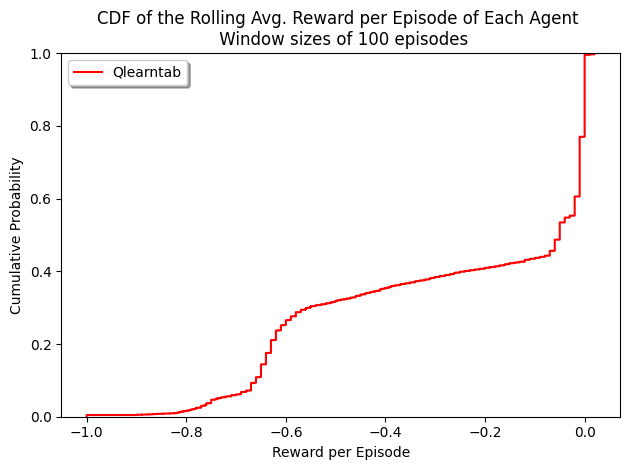 CDF of the Rolling Avg. Reward per Episode of Each Agent
Window sizes of 100 episodes
Qlearntab
1.0
0.8
0.6
0.4
0.2
0.0
Cumulative Probability
−1.0 −0.8 −0.6 −0.4 −0.2 0.0
Reward per Episode